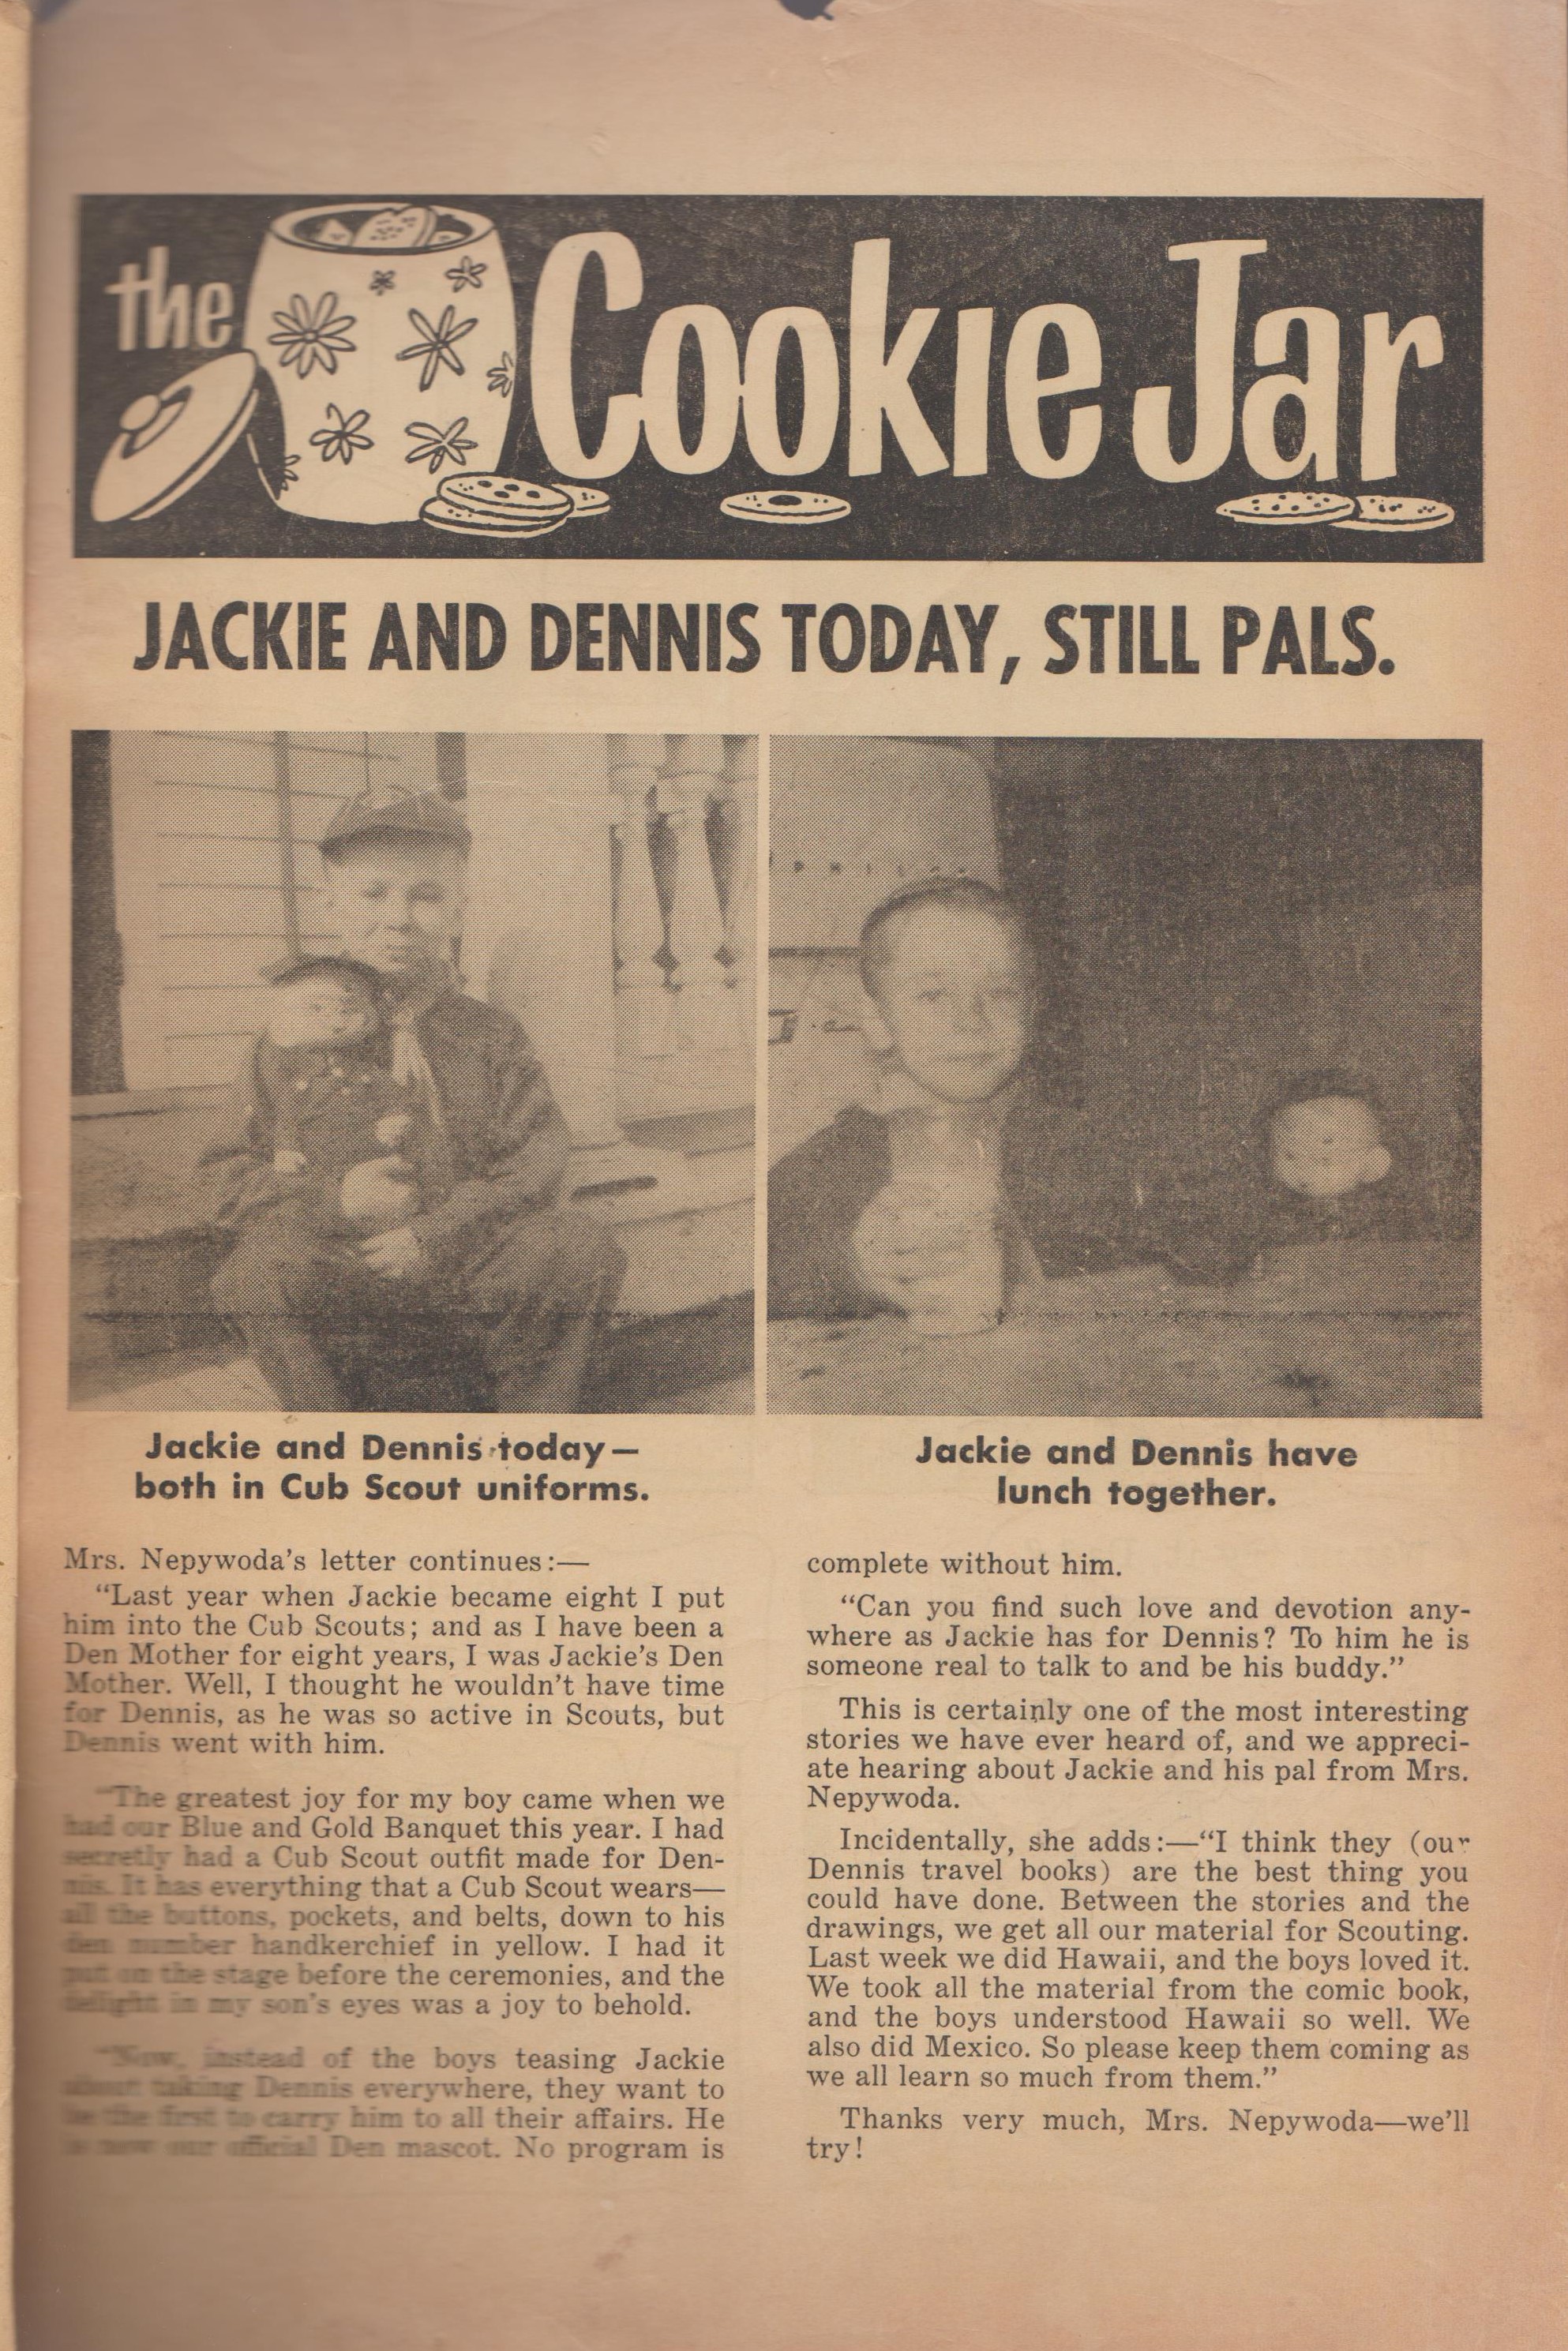 the Cookie Jar
JACKIE AND DENNIS TODAY, STILL PALS.
PHILCO
Jackie and Dennis today—
both in Cub Scout uniforms.
Mrs. Nepywoda's letter continues:—
"Last year when Jackie became eight I put
him into the Cub Scouts; and as I have been a
Den Mother for eight years, I was Jackie's Den
Mother. Well, I thought he wouldn't have time
for Dennis, as he was so active in Scouts, but
Dennis went with him.
"The greatest joy for my boy came when we
had our Blue and Gold Banquet this year. I had
secretly had a Cub Scout outfit made for Den-
nis. It has everything that a Cub Scout wears—
all the buttons, pockets, and belts, down to his
den number handkerchief in yellow. I had it
put on the stage before the ceremonies, and the
delight in my son's eyes was a joy to behold.
"Now, instead of the boys teasing Jackie
about taking Dennis everywhere, they want to
be the first to carry him to all their affairs. He
is now our official Den mascot. No program is
Jackie and Dennis have
lunch together.
complete without him.
"Can you find such love and devotion any-
where as Jackie has for Dennis? To him he is
someone real to talk to and be his buddy."
This is certainly one of the most interesting
stories we have ever heard of, and we appreci-
ate hearing about Jackie and his pal from Mrs.
Nepywoda.
Incidentally, she adds:—"I think they (our
Dennis travel books) are the best thing you
could have done. Between the stories and the
drawings, we get all our material for Scouting.
Last week we did Hawaii, and the boys loved it.
We took all the material from the comic book,
and the boys understood Hawaii so well. We
also did Mexico. So please keep them coming as
we all learn so much from them."
Thanks very much, Mrs. Nepywoda—we'll
try!